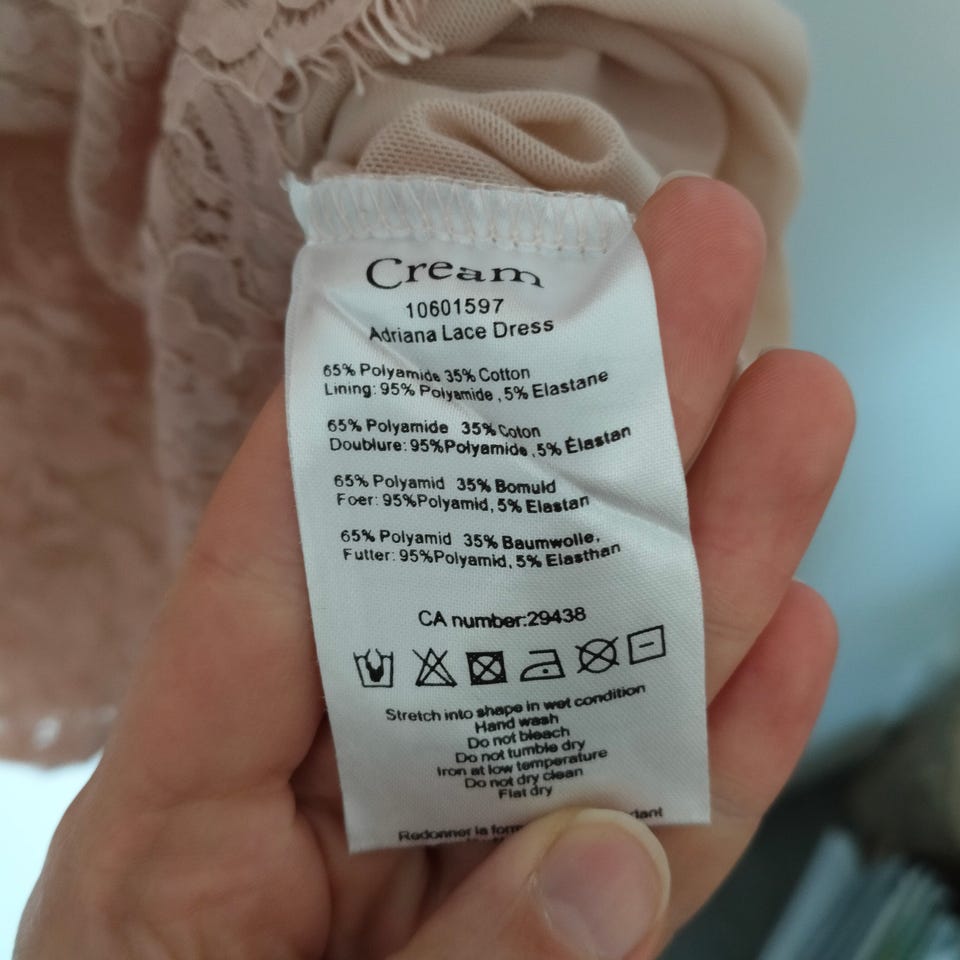 Cream
10601597
Adriana Lace Dress
65% Polyamide 35% Cotton
Lining: 95% Polyamide ,5% Elastane
65% Polyamide 35% Coton
Doublure: 95%Polyamide ,5% Élastan
65% Polyamid 35% Bomuld
Foer: 95%Polyamid, 5% Elastan
65% Polyamid 35% Baumwolle,
Futter: 95%Polyamid, 5% Elasthan
CA number:29438
Stretch into shape in wet condition
Hand wash
Do not bleach
Do not tumble dry
Iron at low temperature
Do not dry clean
Flat dry
Redonner la